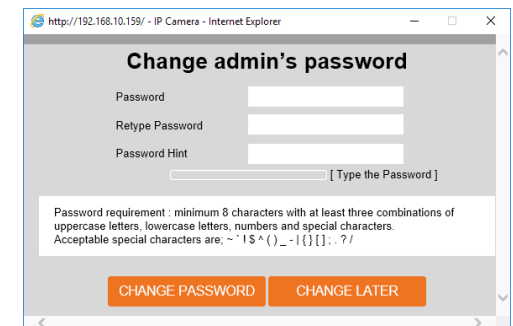 http://192.168.10.159/ - IP Camera - Internet Explorer
Change admin's password
Password
Retype Password
Password Hint
[ Type the Password ]
Password requirement : minimum 8 characters with at least three combinations of
uppercase letters, lowercase letters, numbers and special characters.
Acceptable special characters are; ~ ` ! $ ^ ( ) _ - | { } [ ] ; . ? /
CHANGE PASSWORD
CHANGE LATER